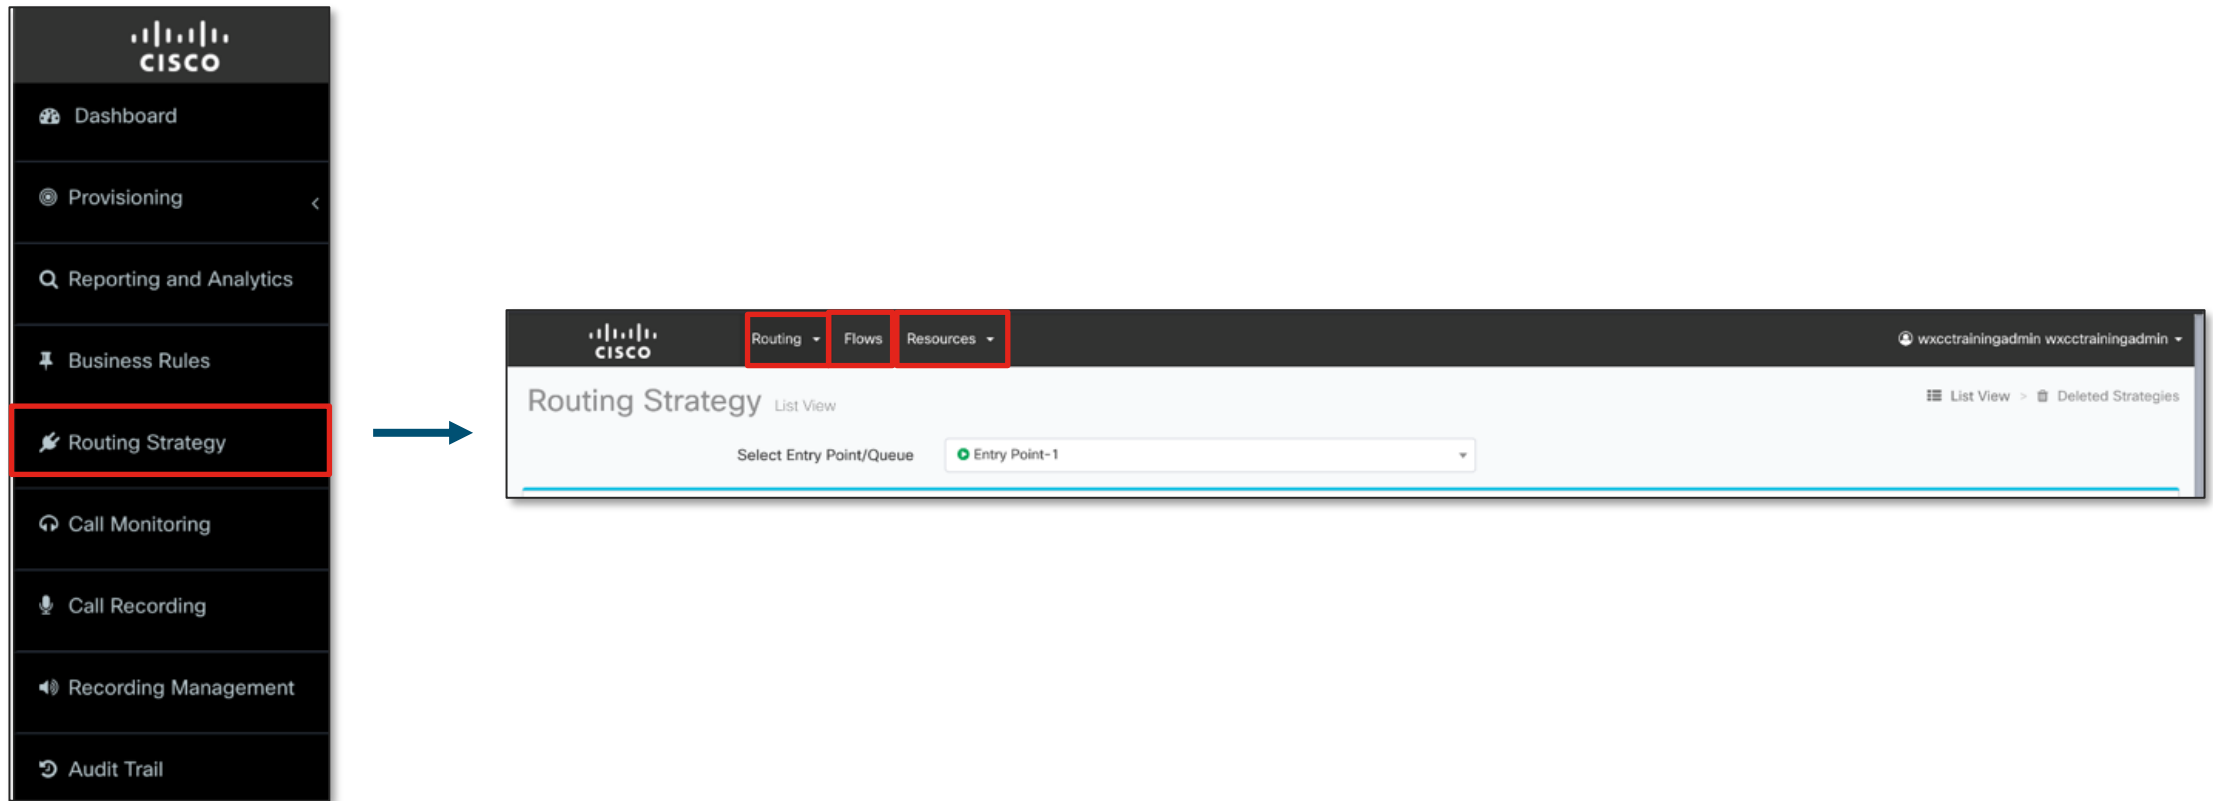 CISCO
Dashboard
Provisioning
Reporting and Analytics
Business Rules
Routing Strategy
Call Monitoring
Call Recording
Recording Management
Audit Trail
CISCO Routing Flows Resources wxcctrainingadmin wxcctrainingadmin
Routing Strategy List View List View > Deleted Strategies
Select Entry Point/Queue Entry Point-1